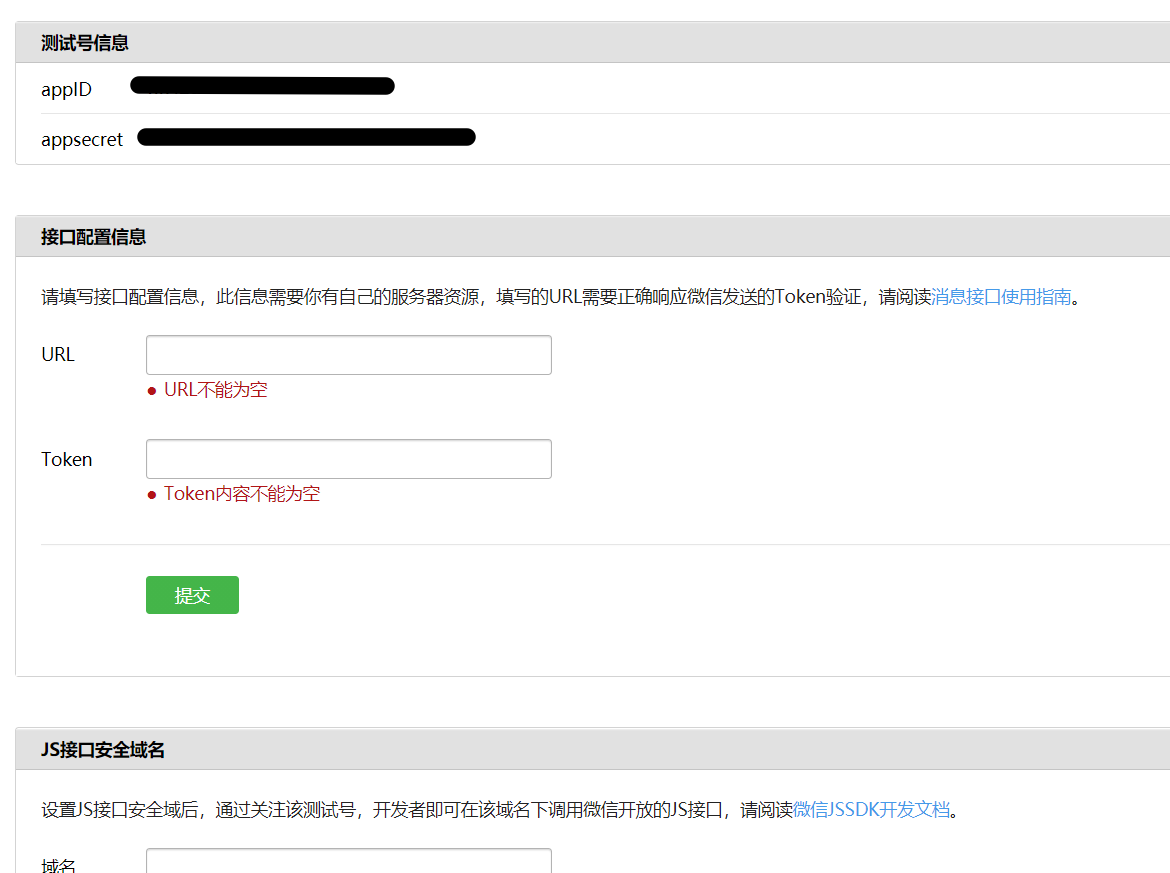 测试号信息
appID
appsecret
接口配置信息
请填写接口配置信息，此信息需要你有自己的服务器资源，填写的URL需要正确响应微信发送的Token验证，请阅读消息接口使用指南。
URL
URL不能为空
Token
Token内容不能为空
提交
JS接口安全域名
设置JS接口安全域后，通过关注该测试号，开发者即可在该域名下调用微信开放的JS接口，请阅读微信JSSDK开发文档。
域名